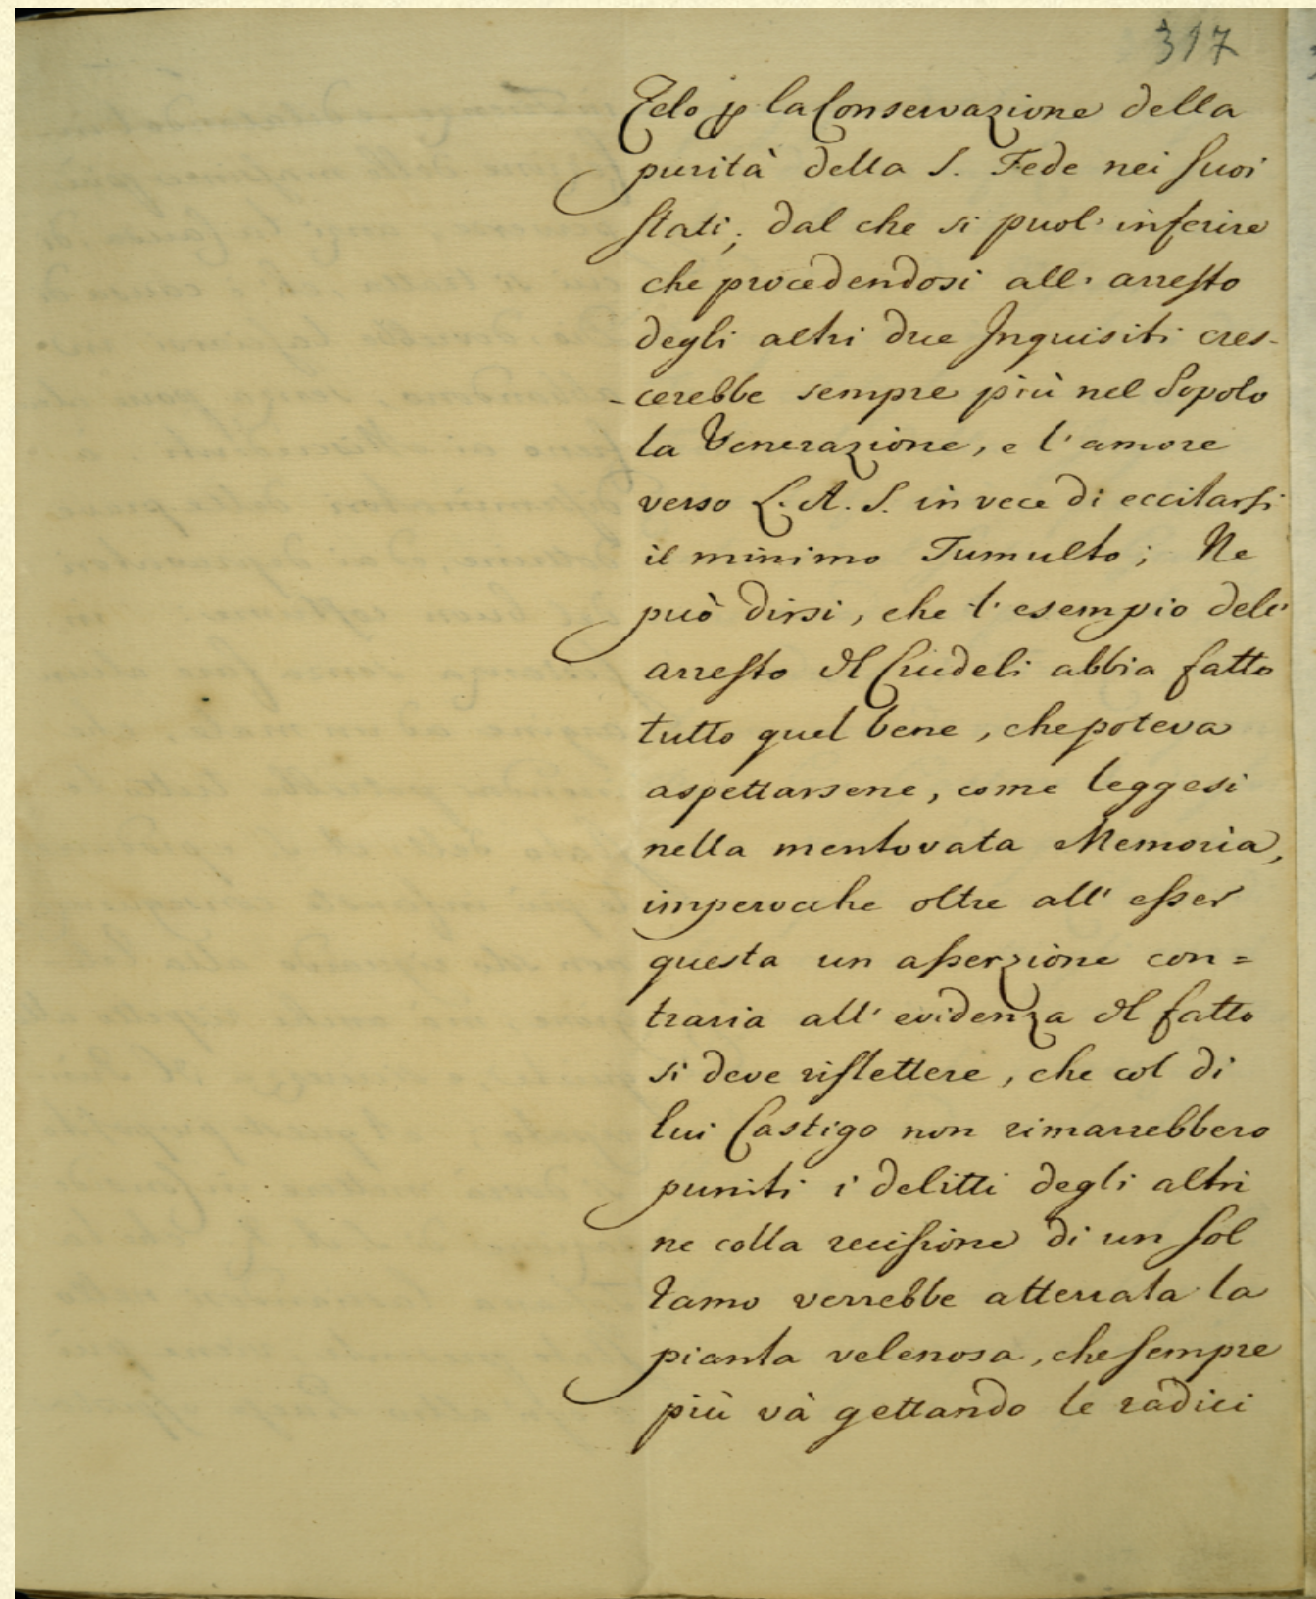 317
Zelo p la Conservazione della
purità della S. Fede nei suoi
stati; dal che si puol' inferire
che procedendosi all' arresto
degli altri due Inquisiti cres-
-cerebbe sempre più nel Popolo
la Venerazione, e l' amore
verso S. A. S. in vece di eccitarsi
il minimo Tumulto; Ne
può dirsi, che l' esempio dell'
arresto del Crudeli abbia fatto
tutto quel bene, che poteva
aspettarsene, come leggesi
nella mentovata Memoria,
imperocche oltre all' esser
questa un asserzione con=
traria all' evidenza del fatto
si deve riflettere, che col di
lui Castigo non rimarrebbero
puniti i delitti degli altri
ne colla recisione di un sol
Ramo verrebbe atterrata la
pianta velenosa, che sempre
più và gettando le radici